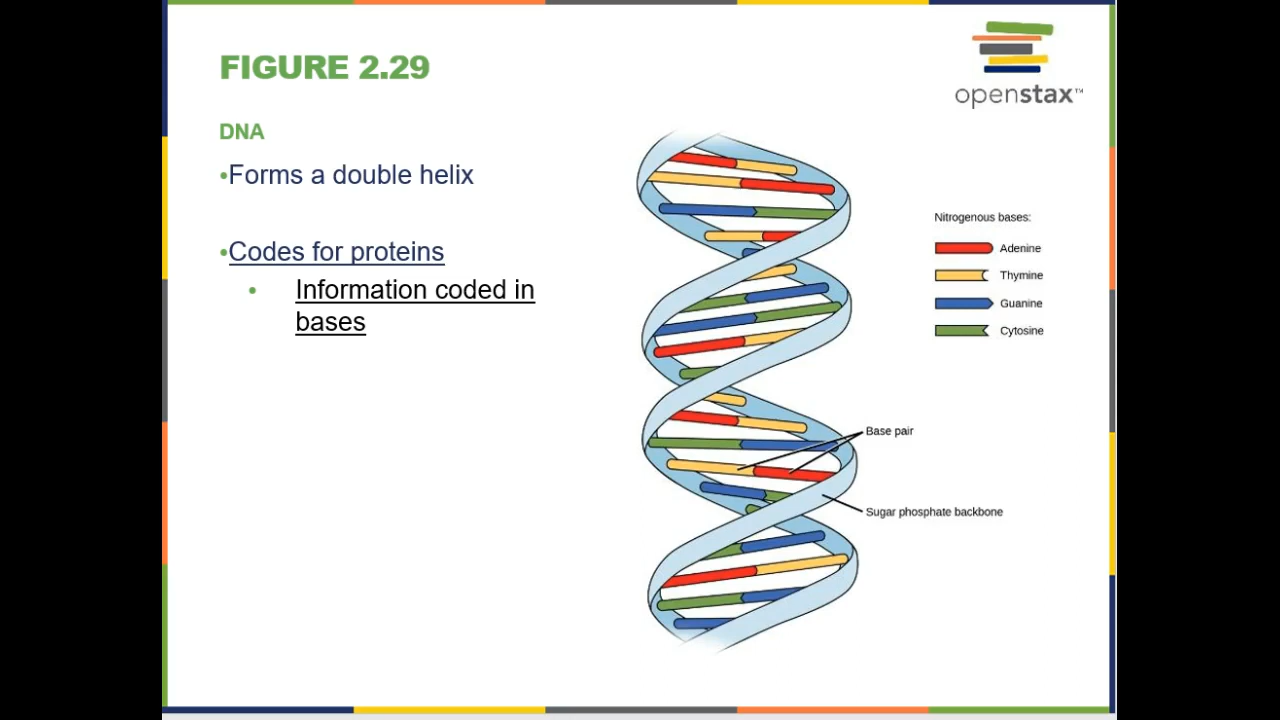 FIGURE 2.29
openstax™
DNA
•Forms a double helix
•Codes for proteins
• Information coded in
bases
Nitrogenous bases:
Adenine
Thymine
Guanine
Cytosine
Base pair
Sugar phosphate backbone